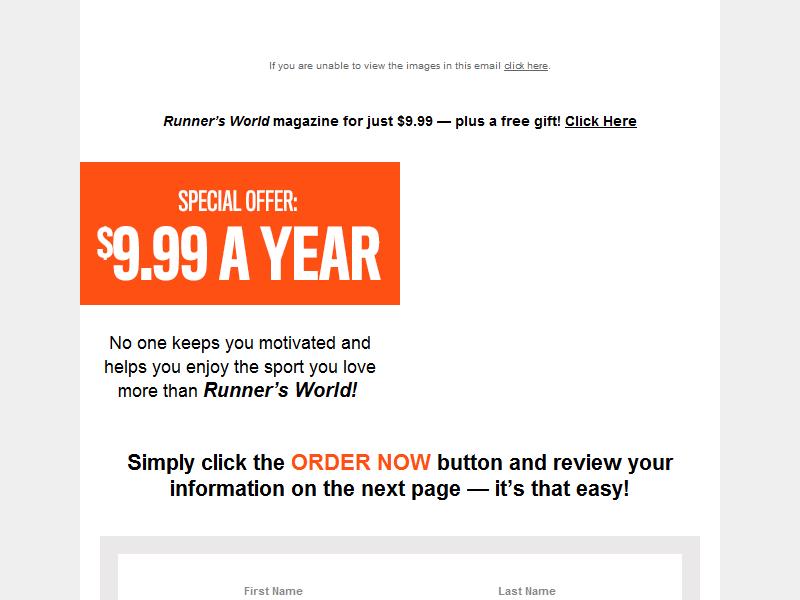 If you are unable to view the images in this email click here.
Runner’s World magazine for just $9.99 — plus a free gift! Click Here
SPECIAL OFFER:
$9.99 A YEAR
No one keeps you motivated and
helps you enjoy the sport you love
more than Runner’s World!
Simply click the ORDER NOW button and review your
information on the next page — it’s that easy!
First Name Last Name